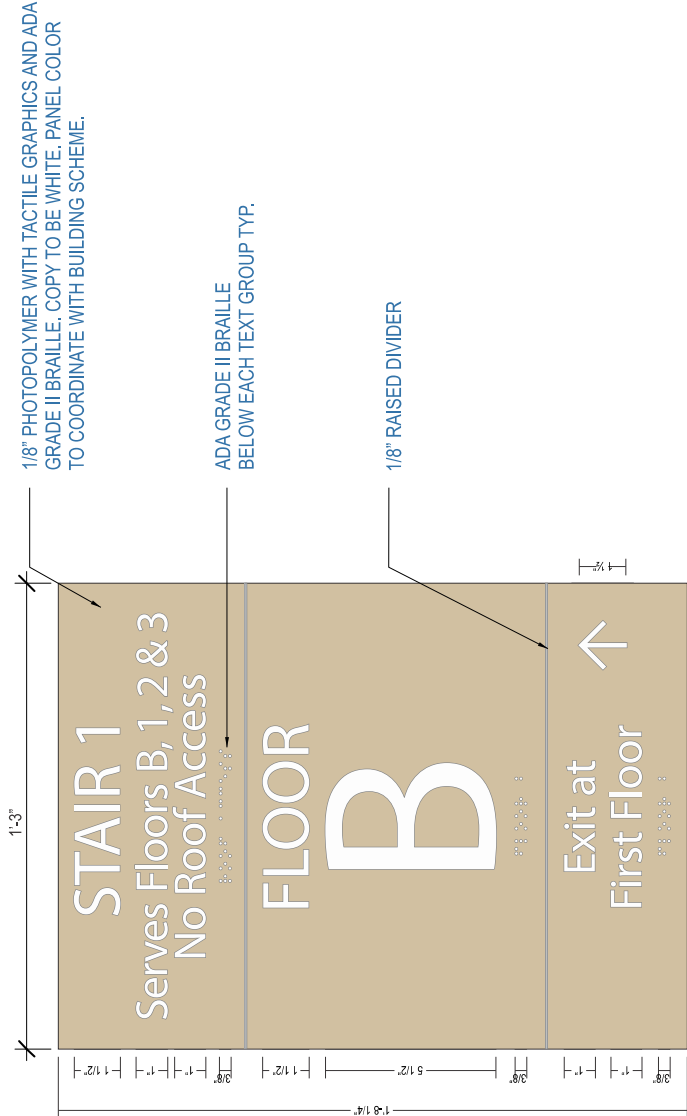 1/8" PHOTOPOLYMER WITH TACTILE GRAPHICS AND ADA
GRADE II BRAILLE. COPY TO BE WHITE. PANEL COLOR
TO COORDINATE WITH BUILDING SCHEME.
ADA GRADE II BRAILLE
BELOW EACH TEXT GROUP TYP.
1/8" RAISED DIVIDER
1'-3"
STAIR 1
Serves Floors B, 1, 2 & 3
No Roof Access
FLOOR
B
Exit at
First Floor
1 ½"
1 1/2"
1"
1"
3/8"
1 1/2"
5 1/2"
3/8"
1"
1"
3/8"
1'-8 1/4"